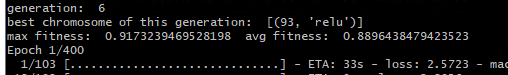 generation:  6
best chromosome of this generation:  [(93, 'relu')]
max fitness:  0.9173239469528198  avg fitness:  0.8896438479423523
Epoch 1/400
  1/103 [..............................] - ETA: 33s - loss: 2.5723 -